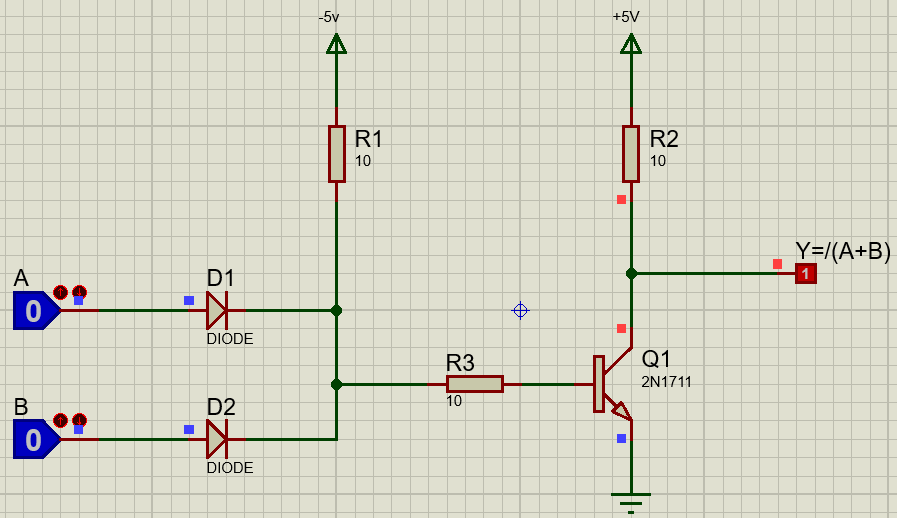 -5v
+5V
R1
10
R2
10
Y=/(A+B)
1
A
0
D1
DIODE
R3
10
Q1
2N1711
B
0
D2
DIODE